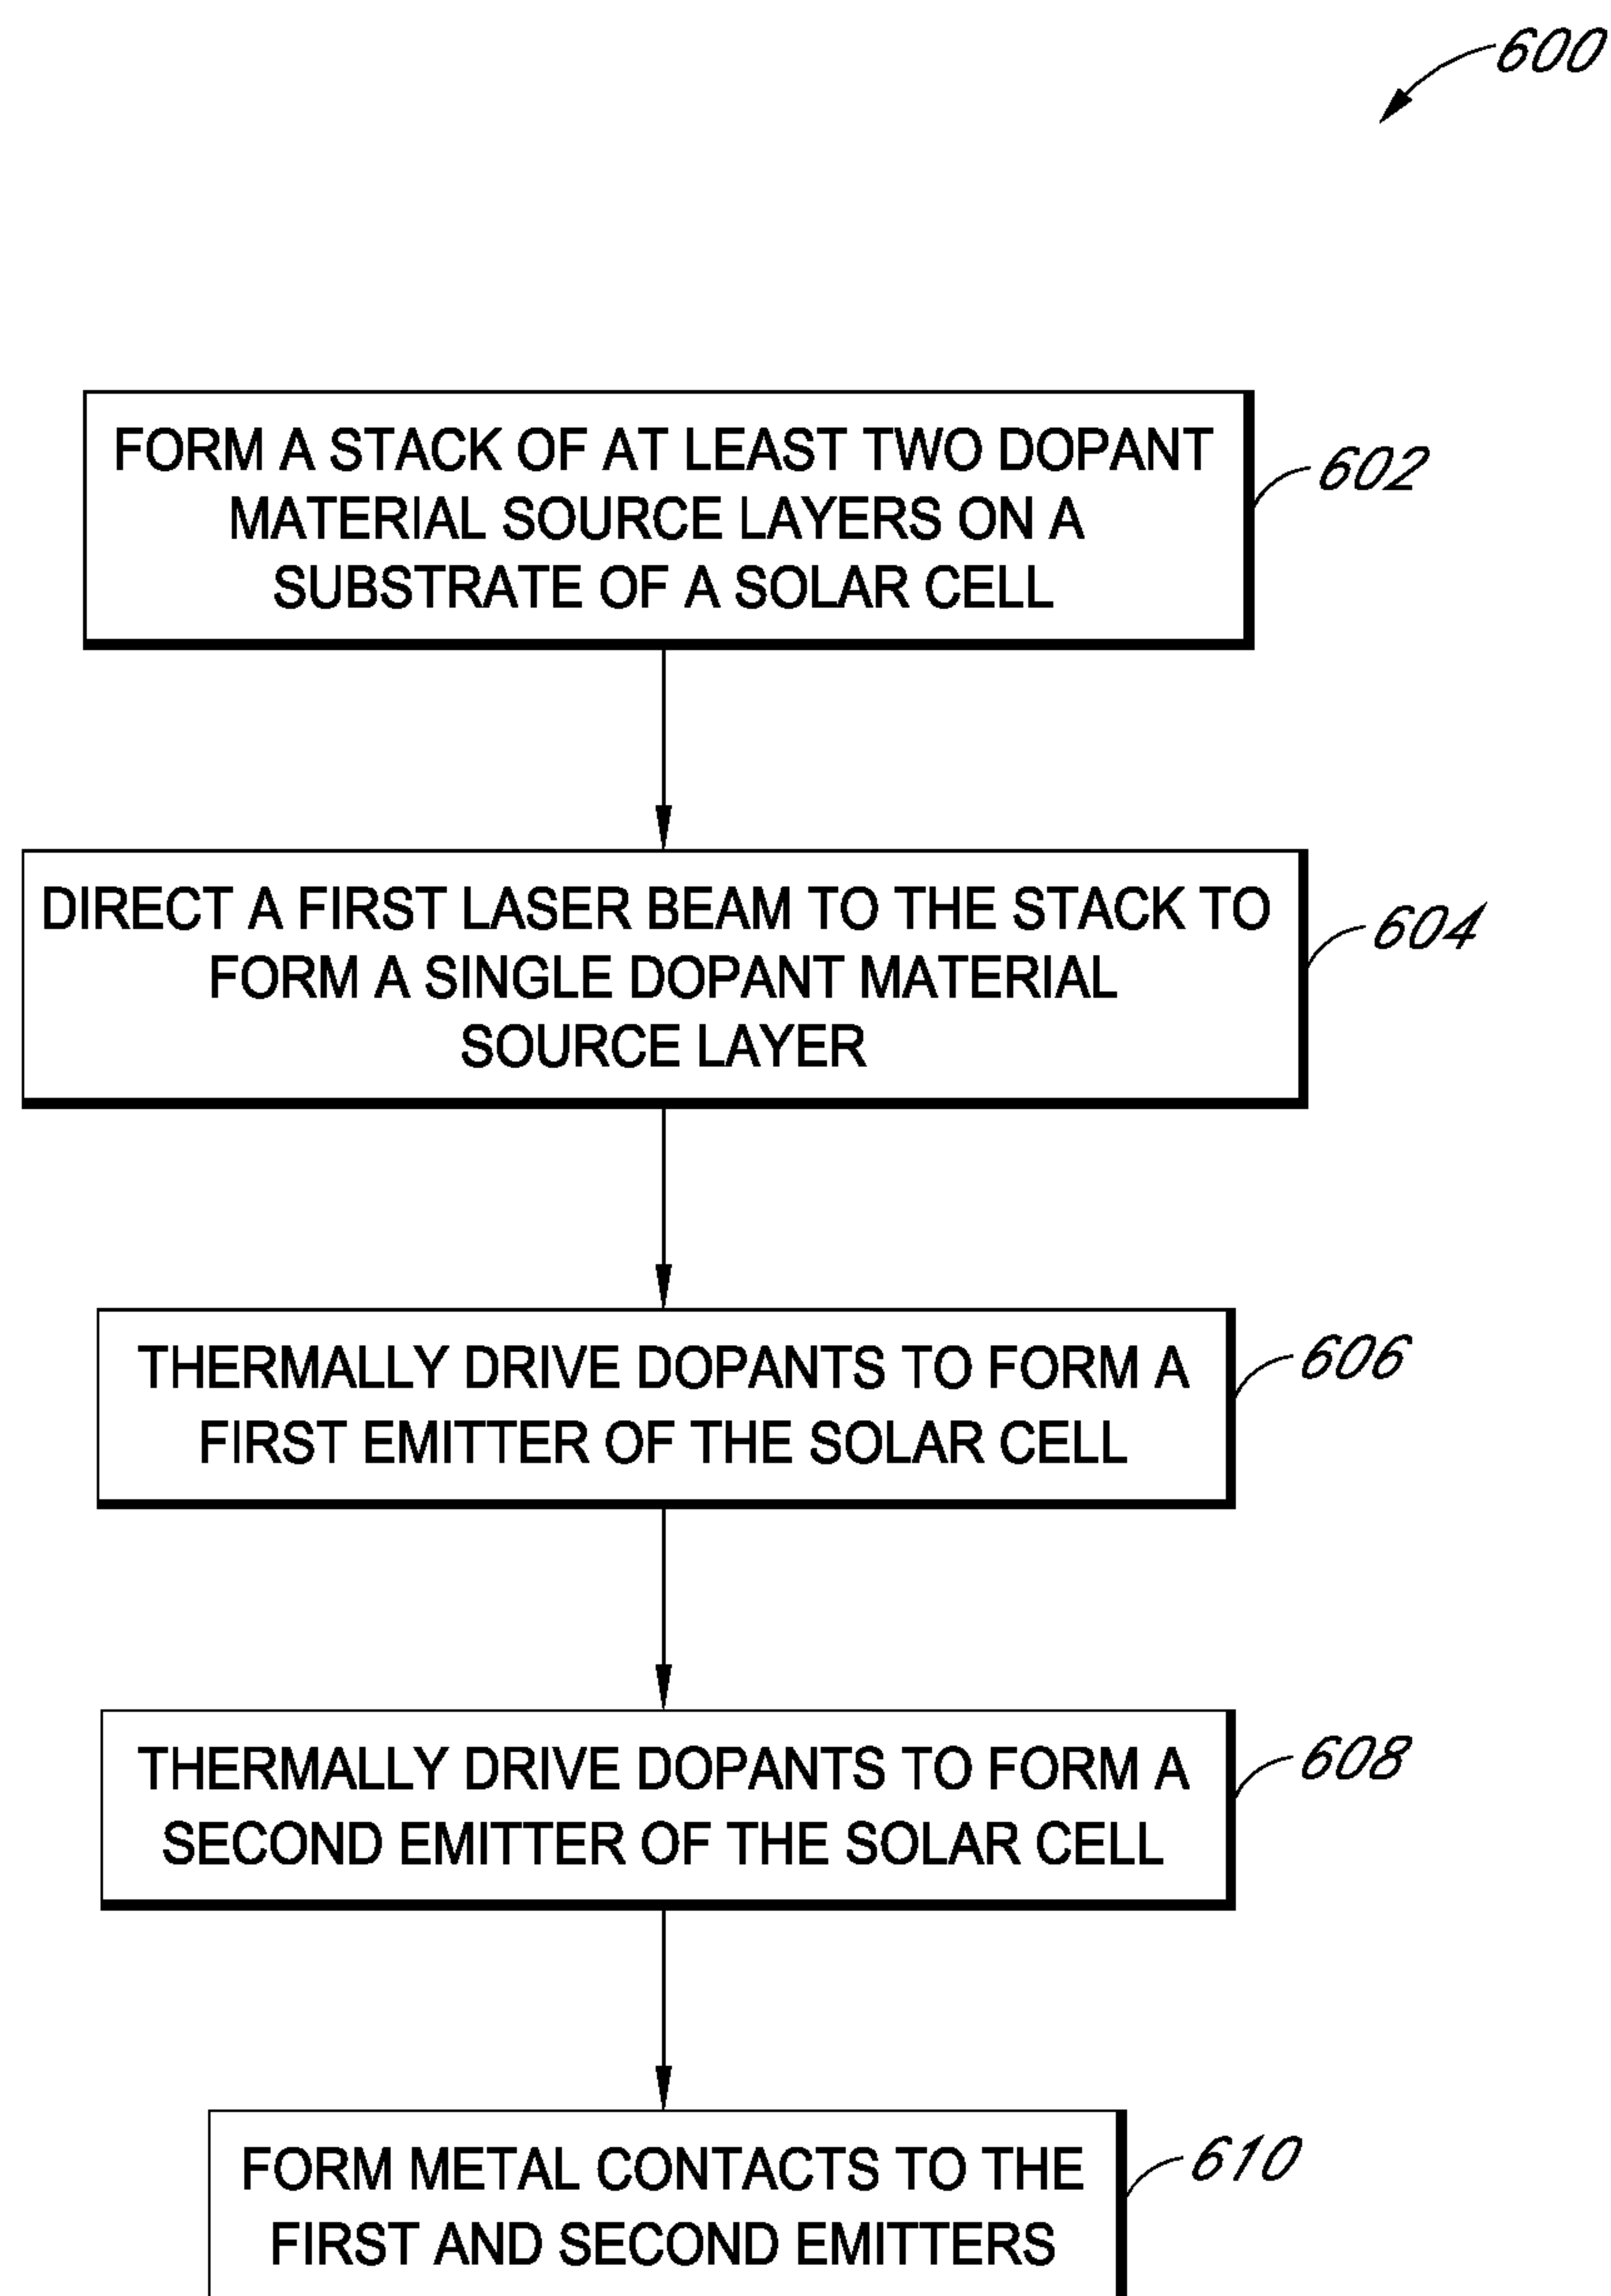 600
FORM A STACK OF AT LEAST TWO DOPANT
MATERIAL SOURCE LAYERS ON A
SUBSTRATE OF A SOLAR CELL
602
DIRECT A FIRST LASER BEAM TO THE STACK TO
FORM A SINGLE DOPANT MATERIAL
SOURCE LAYER
604
THERMALLY DRIVE DOPANTS TO FORM A
FIRST EMITTER OF THE SOLAR CELL
606
THERMALLY DRIVE DOPANTS TO FORM A
SECOND EMITTER OF THE SOLAR CELL
608
FORM METAL CONTACTS TO THE
FIRST AND SECOND EMITTERS
610